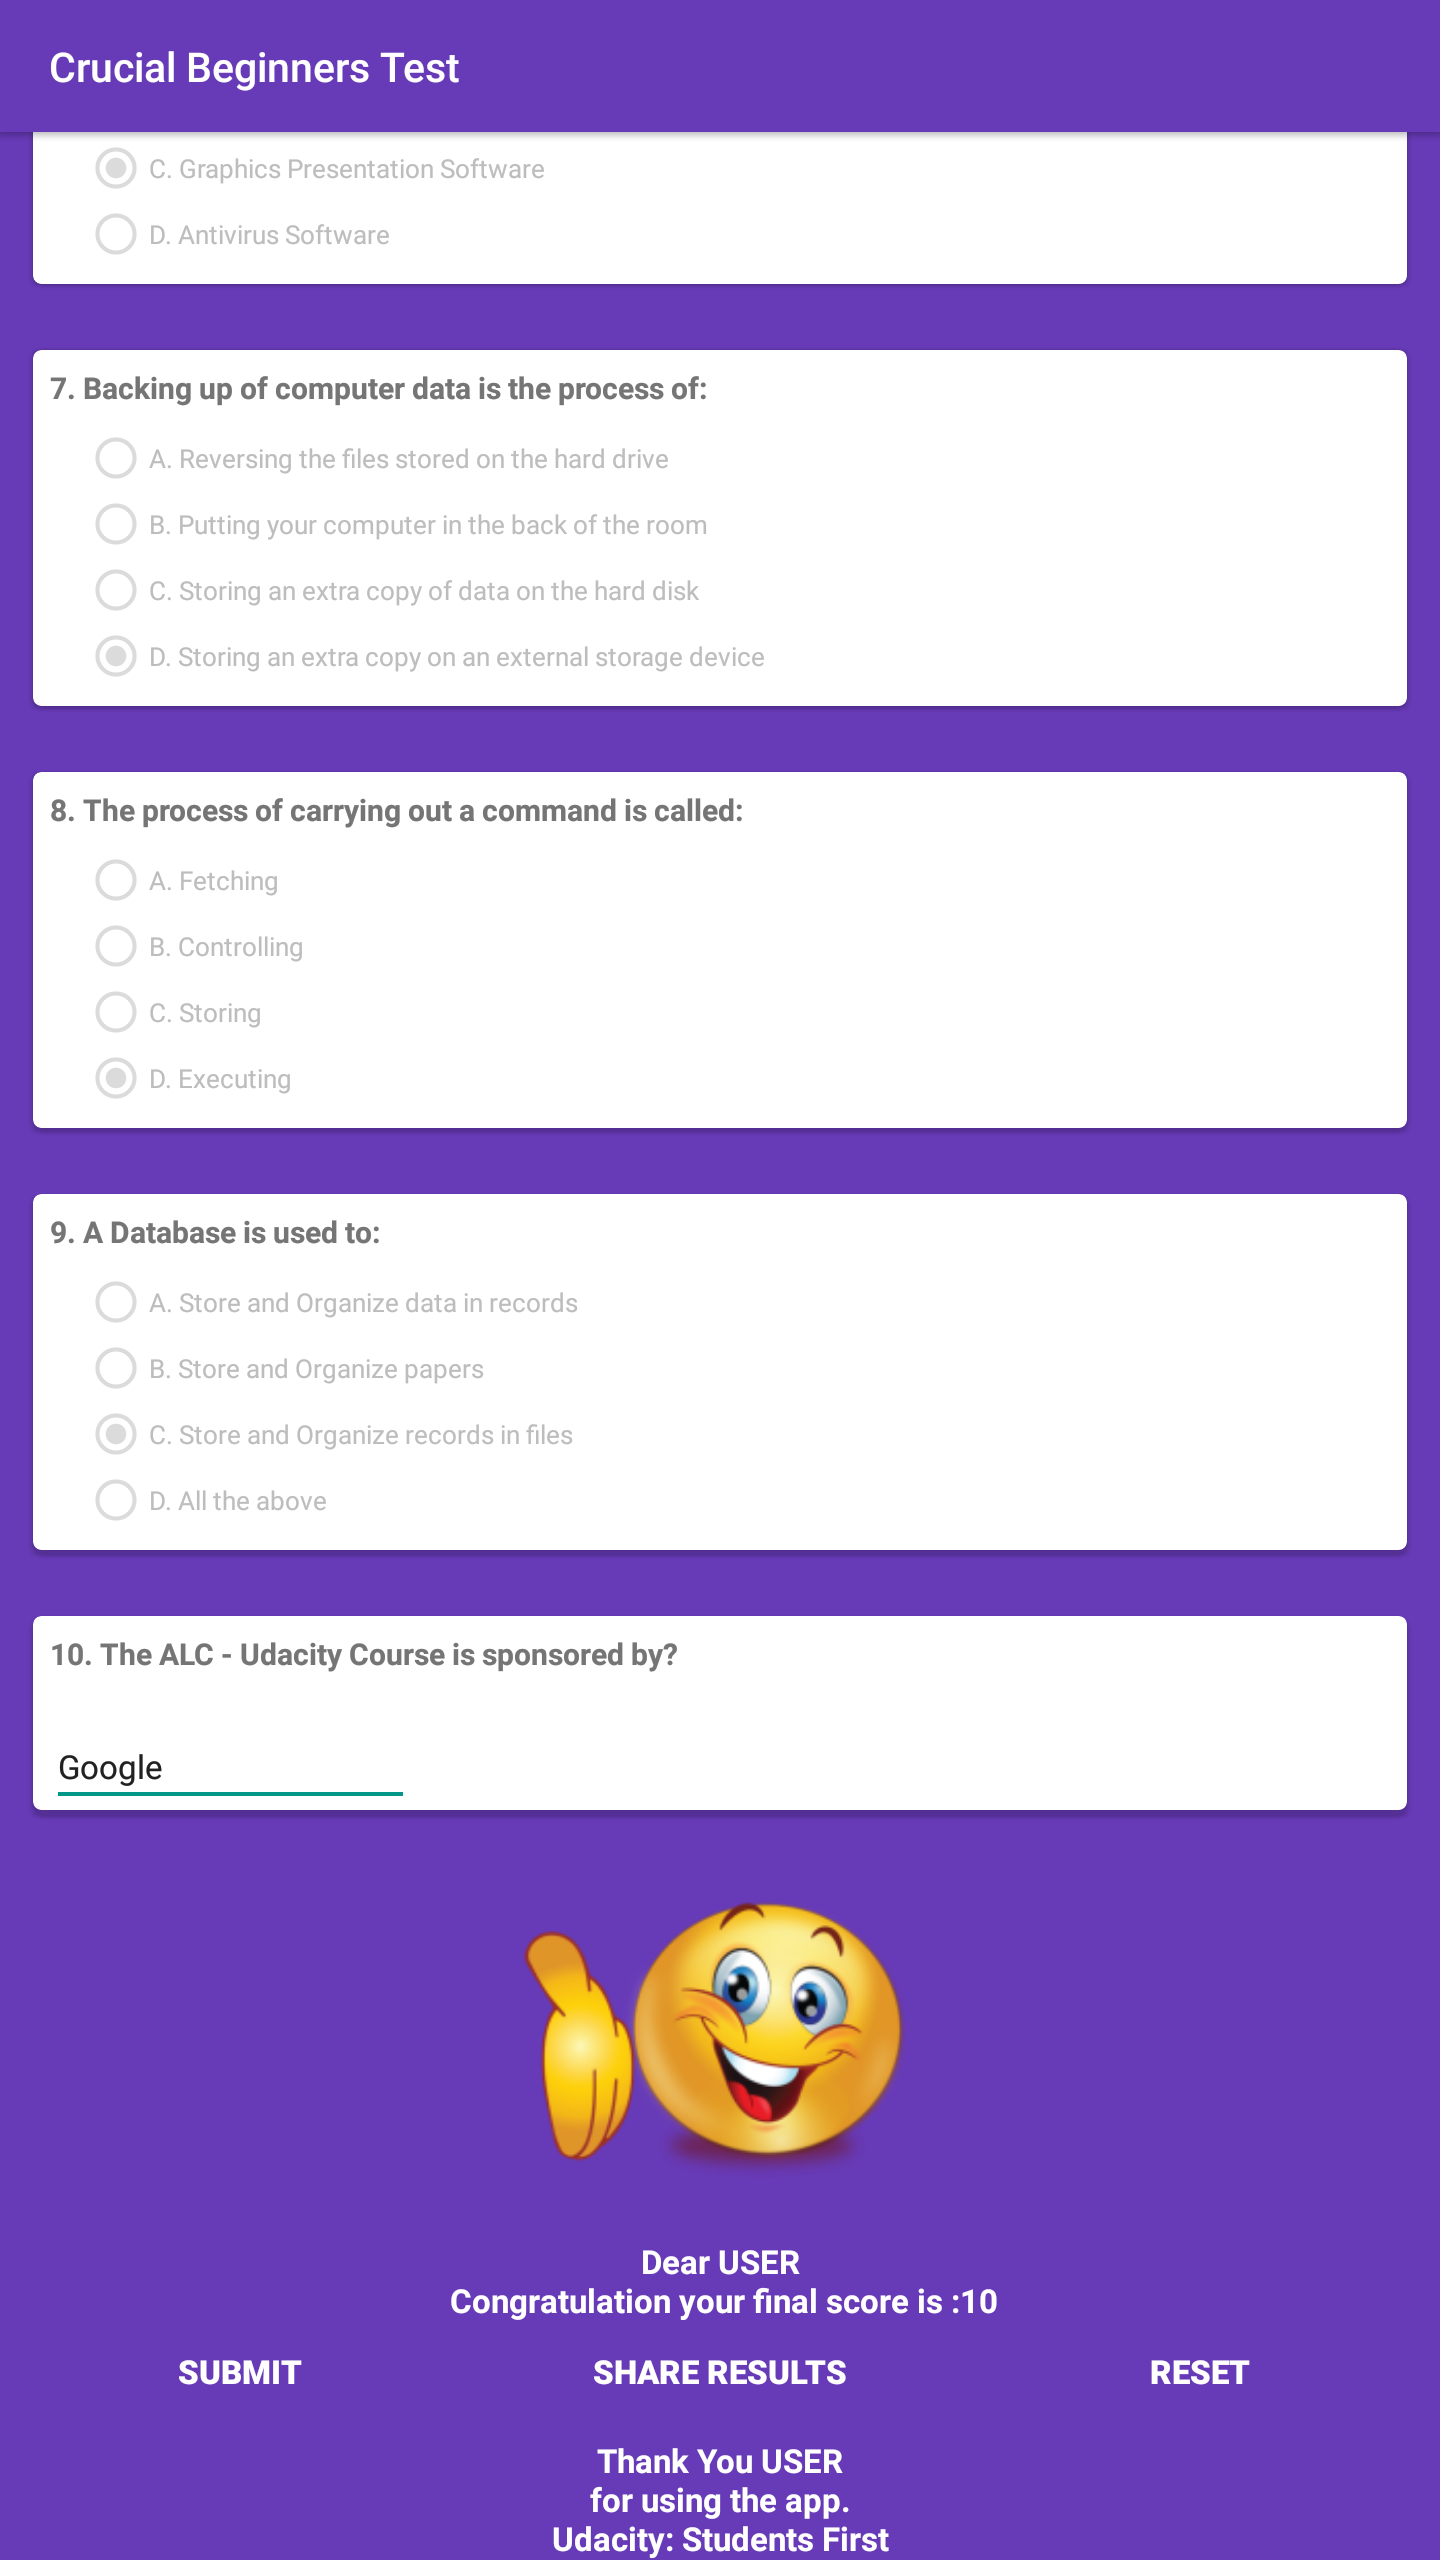 Crucial Beginners Test
C. Graphics Presentation Software
D. Antivirus Software
7. Backing up of computer data is the process of:
A. Reversing the files stored on the hard drive
B. Putting your computer in the back of the room
C. Storing an extra copy of data on the hard disk
D. Storing an extra copy on an external storage device
8. The process of carrying out a command is called:
A. Fetching
B. Controlling
C. Storing
D. Executing
9. A Database is used to:
A. Store and Organize data in records
B. Store and Organize papers
C. Store and Organize records in files
D. All the above
10. The ALC - Udacity Course is sponsored by?
Google
Dear USER
Congratulation your final score is :10
SUBMIT SHARE RESULTS RESET
Thank You USER
for using the app.
Udacity: Students First